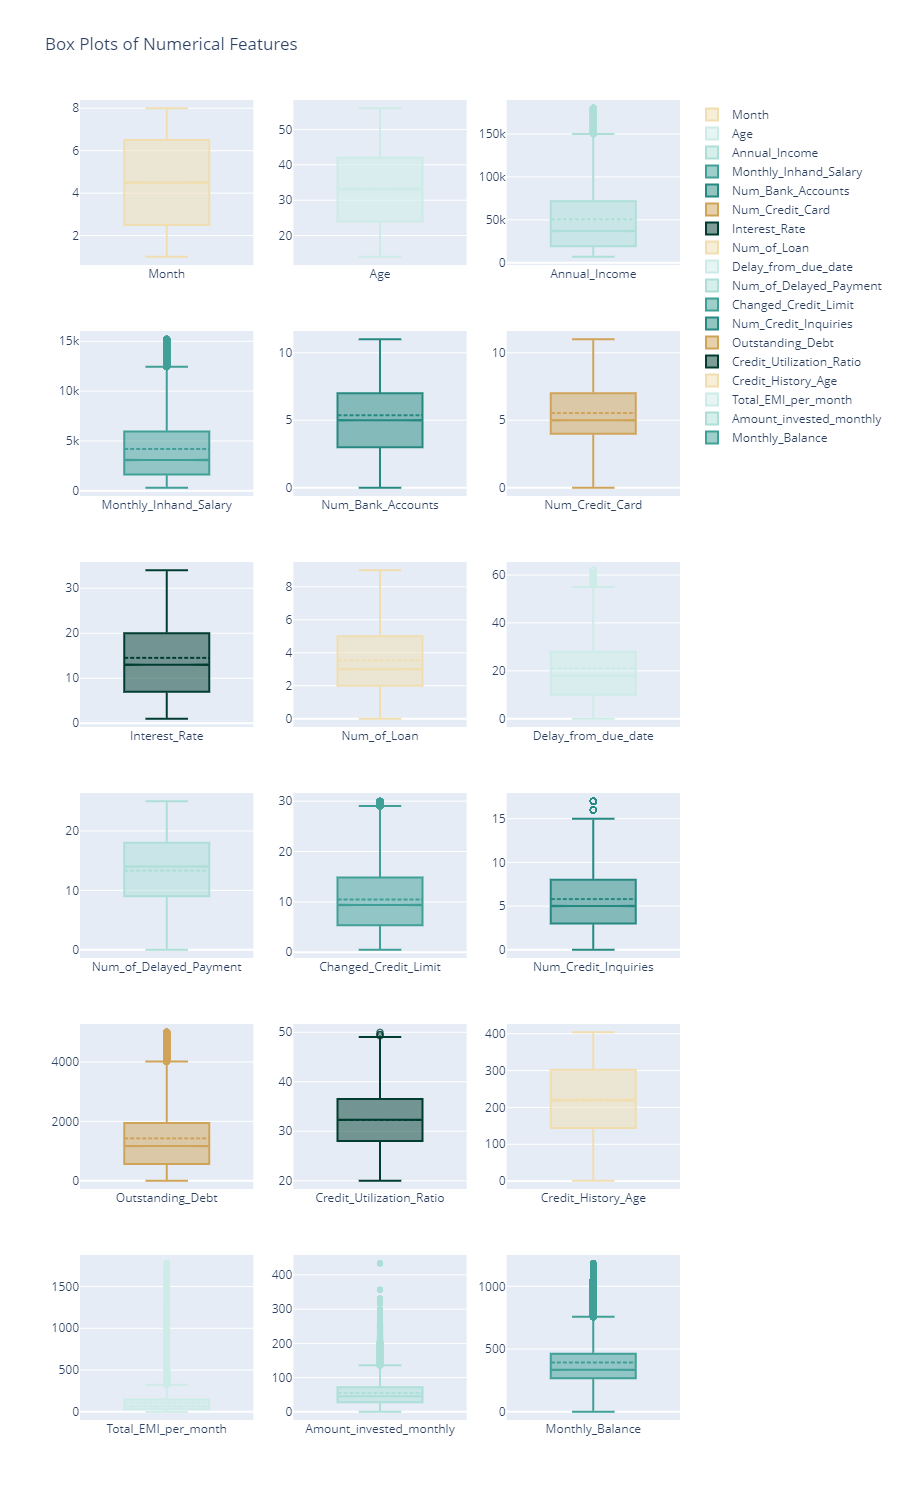 Box Plots of Numerical Features
8
6
4
2
Month
50
40
30
20
Age
150k
100k
50k
0
Annual_Income
Month
Age
Annual_Income
Monthly_Inhand_Salary
Num_Bank_Accounts
Num_Credit_Card
Interest_Rate
Num_of_Loan
Delay_from_due_date
Num_of_Delayed_Payment
Changed_Credit_Limit
Num_Credit_Inquiries
Outstanding_Debt
Credit_Utilization_Ratio
Credit_History_Age
Total_EMI_per_month
Amount_invested_monthly
Monthly_Balance
15k
10k
5k
0
Monthly_Inhand_Salary
10
5
0
Num_Bank_Accounts
10
5
0
Num_Credit_Card
30
20
10
0
Interest_Rate
8
6
4
2
0
Num_of_Loan
60
40
20
0
Delay_from_due_date
20
10
0
Num_of_Delayed_Payment
30
20
10
0
Changed_Credit_Limit
15
10
5
0
Num_Credit_Inquiries
4000
2000
0
Outstanding_Debt
50
40
30
20
Credit_Utilization_Ratio
400
300
200
100
0
Credit_History_Age
1500
1000
500
0
Total_EMI_per_month
400
300
200
100
0
Amount_invested_monthly
1000
500
0
Monthly_Balance